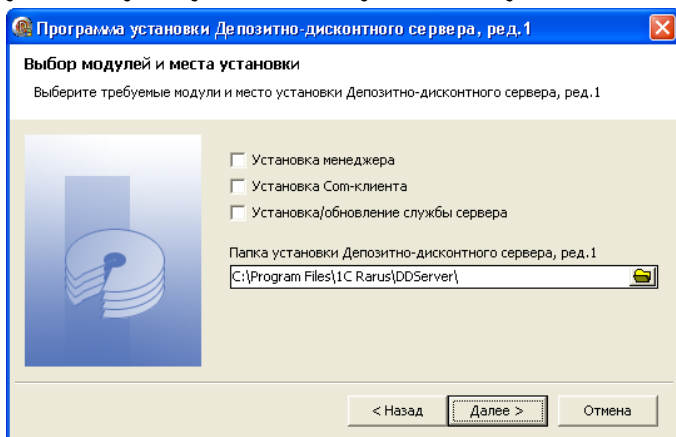 Программа установки Депозитно-дисконтного сервера, ред.1
Выбор модулей и места установки
Выберите требуемые модули и место установки Депозитно-дисконтного сервера, ред.1
Установка менеджера
Установка Com-клиента
Установка/обновление службы сервера
Папка установки Депозитно-дисконтного сервера, ред.1
C:\Program Files\1C Rarus\DDServer\
< Назад
Далее >
Отмена